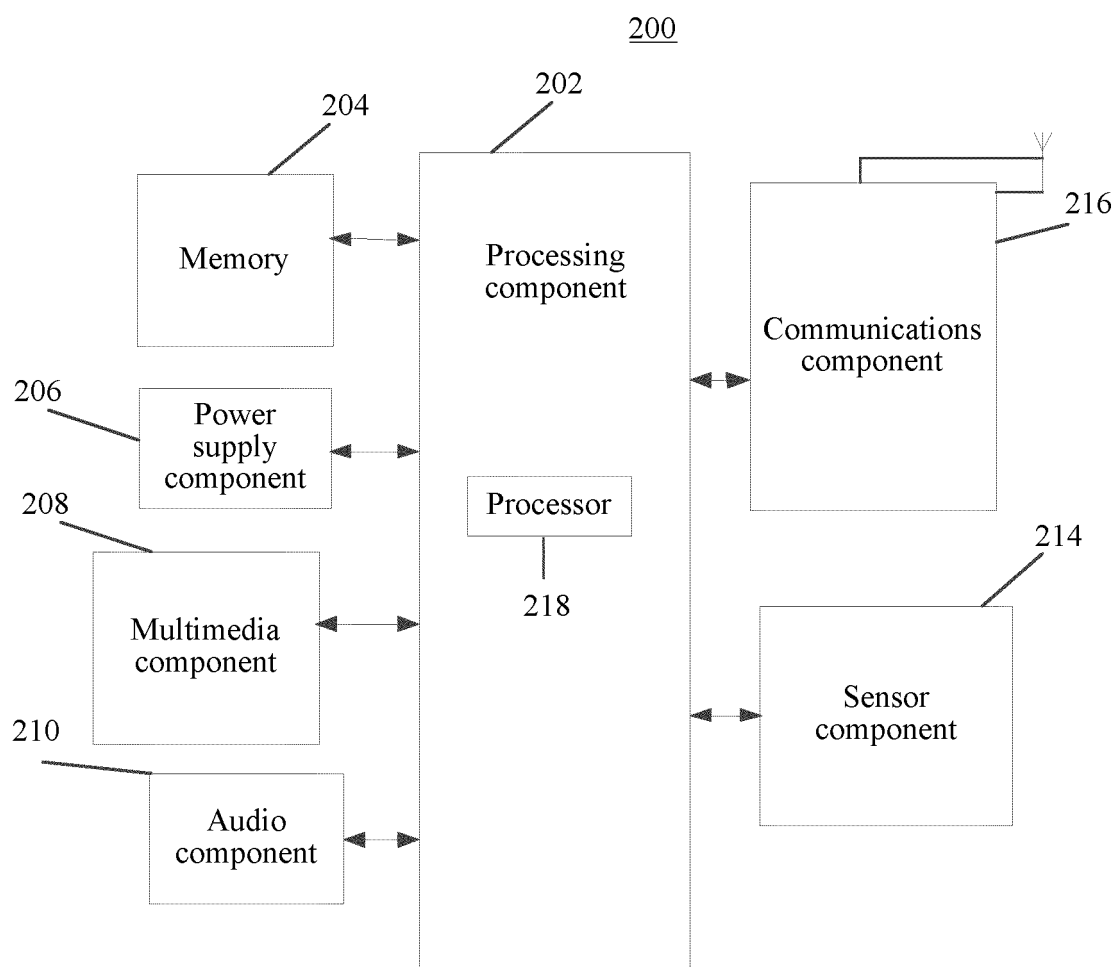 200
202
204
Memory
Processing
component
216
Communications
component
206
Power
supply
component
Processor
218
208
Multimedia
component
214
Sensor
component
210
Audio
component